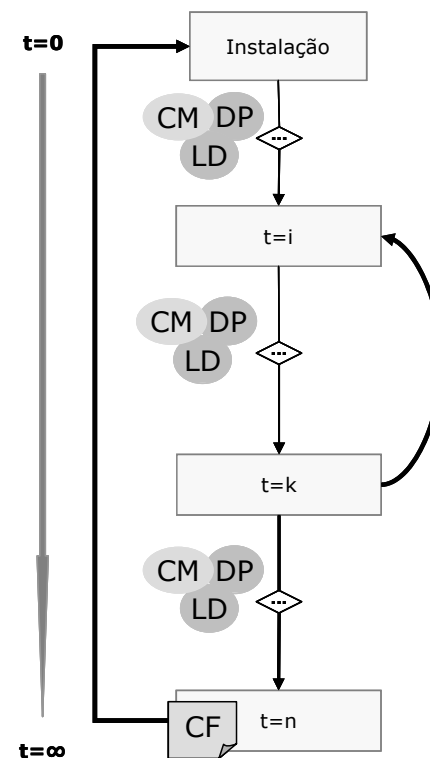 t=0
Instalação
CM DP
...
LD
t=i
CM DP
...
LD
t=k
CM DP
...
LD
CF
t=n
t=∞